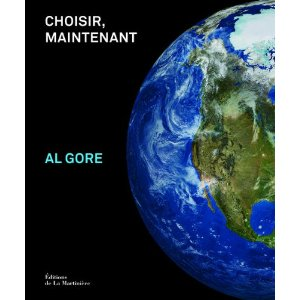 CHOISIR,
MAINTENANT
AL GORE
Éditions
de La Martinière